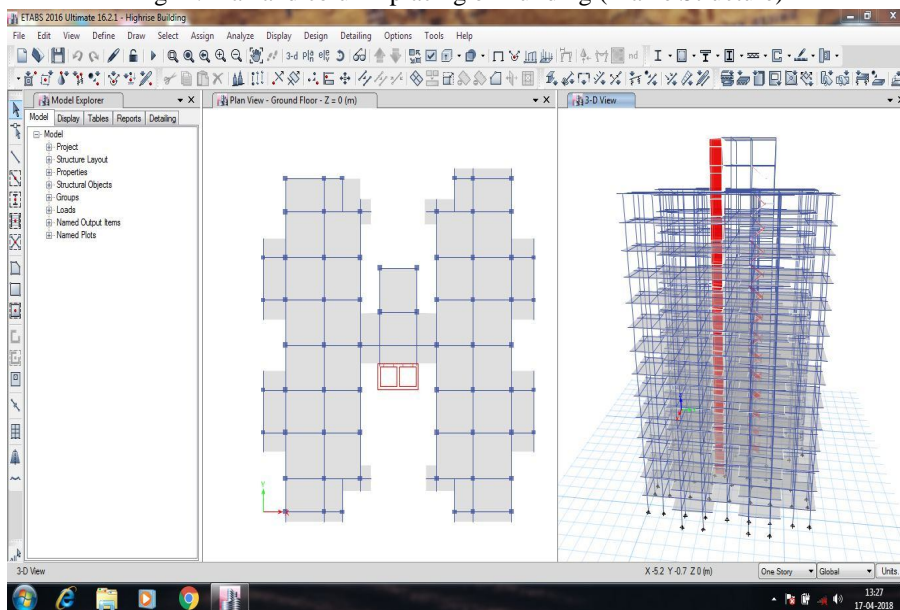 ETABS 2016 Ultimate 16.2.1 - Highrise Building
File Edit View Define Draw Select Assign Analyze Display Design Detailing Options Tools Help
3-d
nd
Model Explorer
Model Display Tables Reports Detailing
Model
Project
Structure Layout
Properties
Structural Objects
Groups
Loads
Named Output Items
Named Plots
Plan View - Ground Floor - Z = 0 (m)
3-D View
3-D View
X -5.2 Y -0.7 Z 0 (m)
One Story
Global
Units
13:27
17-04-2018